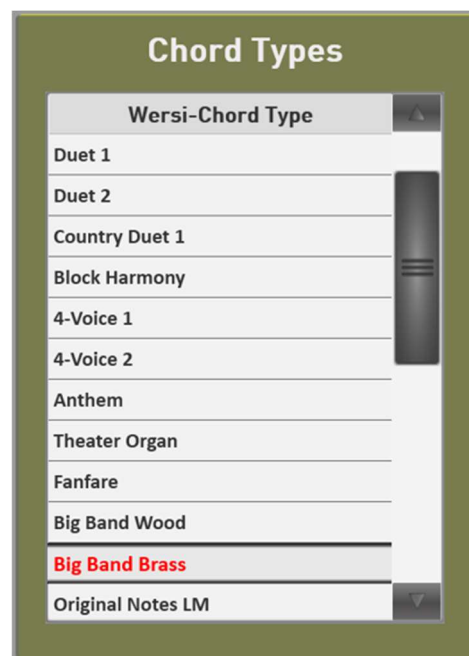 Chord Types
Wersi-Chord Type
Duet 1
Duet 2
Country Duet 1
Block Harmony
4-Voice 1
4-Voice 2
Anthem
Theater Organ
Fanfare
Big Band Wood
Big Band Brass
Original Notes LM